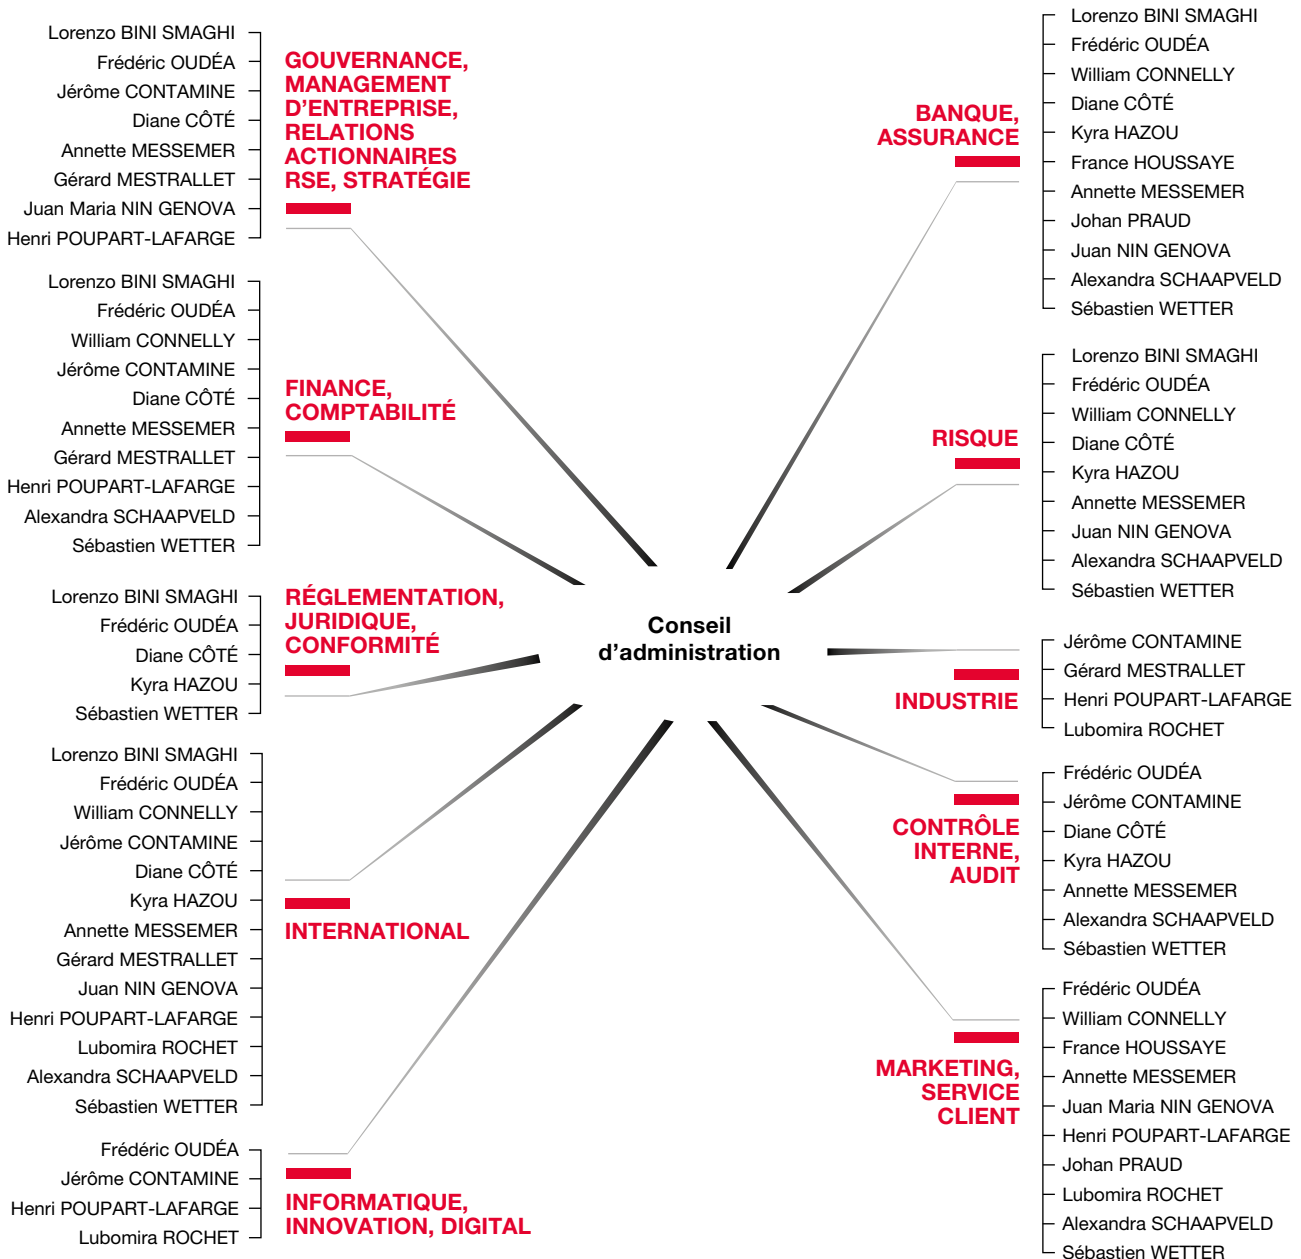 Lorenzo BINI SMAGHI
Frédéric OUDÉA
Jérôme CONTAMINE
Diane CÔTÉ
Annette MESSEMER
Gérard MESTRALLET
Juan Maria NIN GENOVA
Henri POUPART-LAFARGE
GOUVERNANCE,
MANAGEMENT
D’ENTREPRISE,
RELATIONS
ACTIONNAIRES
RSE, STRATÉGIE
Lorenzo BINI SMAGHI
Frédéric OUDÉA
William CONNELLY
Jérôme CONTAMINE
Diane CÔTÉ
Annette MESSEMER
Gérard MESTRALLET
Henri POUPART-LAFARGE
Alexandra SCHAAPVELD
Sébastien WETTER
FINANCE,
COMPTABILITÉ
Lorenzo BINI SMAGHI
Frédéric OUDÉA
Diane CÔTÉ
Kyra HAZOU
Sébastien WETTER
RÉGLEMENTATION,
JURIDIQUE,
CONFORMITÉ
Lorenzo BINI SMAGHI
Frédéric OUDÉA
William CONNELLY
Jérôme CONTAMINE
Diane CÔTÉ
Kyra HAZOU
Annette MESSEMER
Gérard MESTRALLET
Juan NIN GENOVA
Henri POUPART-LAFARGE
Lubomira ROCHET
Alexandra SCHAAPVELD
Sébastien WETTER
INTERNATIONAL
Frédéric OUDÉA
Jérôme CONTAMINE
Henri POUPART-LAFARGE
Lubomira ROCHET
INFORMATIQUE,
INNOVATION, DIGITAL
Conseil
d’administration
BANQUE,
ASSURANCE
Lorenzo BINI SMAGHI
Frédéric OUDÉA
William CONNELLY
Diane CÔTÉ
Kyra HAZOU
France HOUSSAYE
Annette MESSEMER
Johan PRAUD
Juan NIN GENOVA
Alexandra SCHAAPVELD
Sébastien WETTER
RISQUE
Lorenzo BINI SMAGHI
Frédéric OUDÉA
William CONNELLY
Diane CÔTÉ
Kyra HAZOU
Annette MESSEMER
Juan NIN GENOVA
Alexandra SCHAAPVELD
Sébastien WETTER
INDUSTRIE
Jérôme CONTAMINE
Gérard MESTRALLET
Henri POUPART-LAFARGE
Lubomira ROCHET
CONTRÔLE
INTERNE,
AUDIT
Frédéric OUDÉA
Jérôme CONTAMINE
Diane CÔTÉ
Kyra HAZOU
Annette MESSEMER
Alexandra SCHAAPVELD
Sébastien WETTER
MARKETING,
SERVICE
CLIENT
Frédéric OUDÉA
William CONNELLY
France HOUSSAYE
Annette MESSEMER
Juan Maria NIN GENOVA
Henri POUPART-LAFARGE
Johan PRAUD
Lubomira ROCHET
Alexandra SCHAAPVELD
Sébastien WETTER